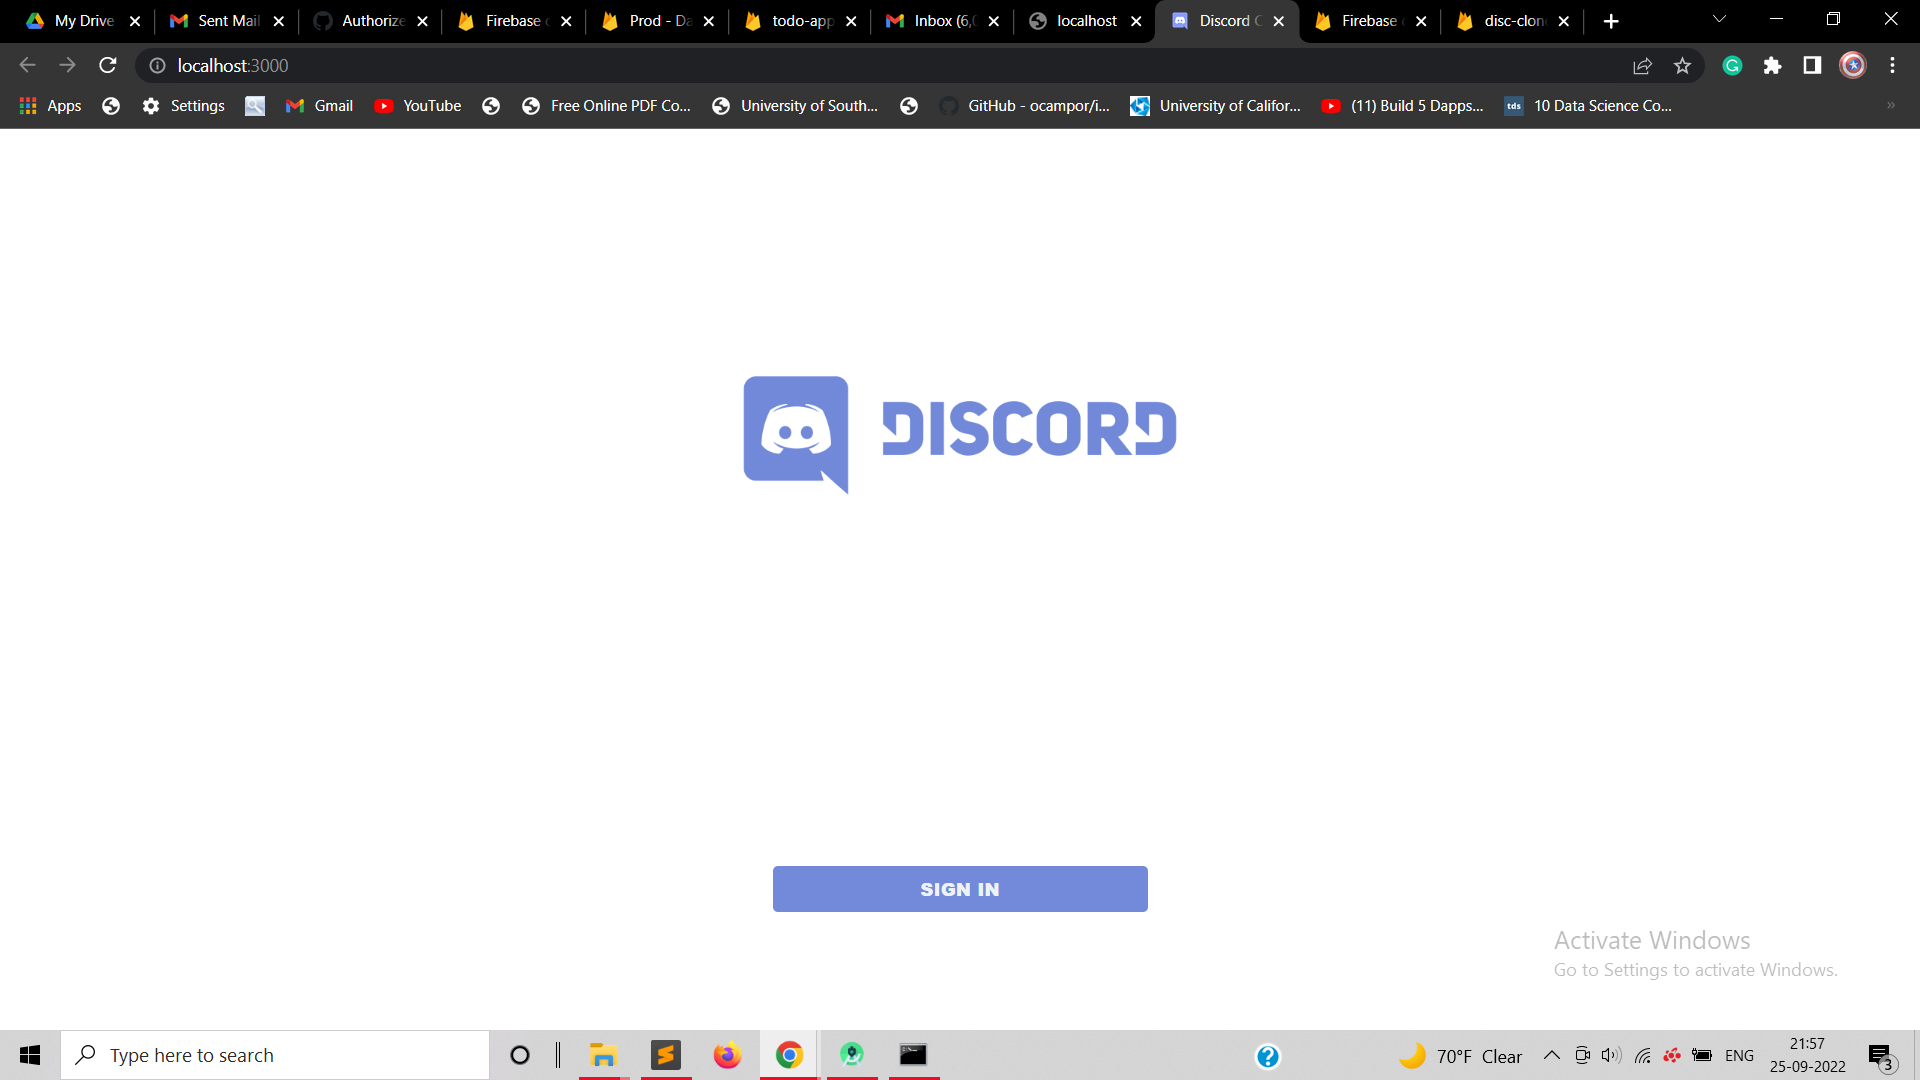 My Drive
Sent Mail
Authorize
Firebase
Prod - Da
todo-app
Inbox (6,
localhost
Discord C
Firebase
disc-clon
localhost:3000
Apps
Settings
Gmail
YouTube
Free Online PDF Co...
University of South...
GitHub - ocampor/i...
University of Califor...
(11) Build 5 Dapps...
tds
10 Data Science Co...
»
DISCORD
SIGN IN
Activate Windows
Go to Settings to activate Windows.
Type here to search
70°F Clear
ENG
21:57
25-09-2022
3